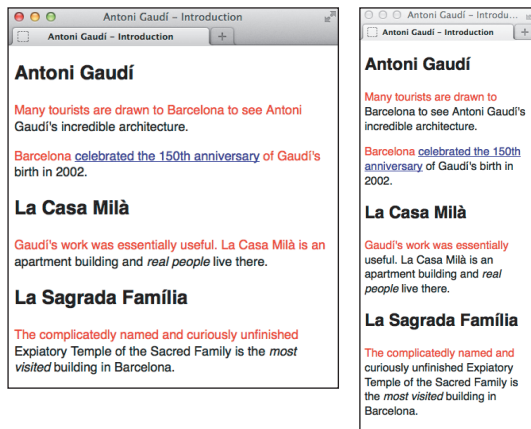 Antoni Gaudí – Introduction
Antoni Gaudí – Introduction
Antoni Gaudí
Many tourists are drawn to Barcelona to see Antoni
Gaudí's incredible architecture.
Barcelona celebrated the 150th anniversary of Gaudí's
birth in 2002.
La Casa Milà
Gaudí's work was essentially useful. La Casa Milà is an
apartment building and real people live there.
La Sagrada Família
The complicatedly named and curiously unfinished
Expiatory Temple of the Sacred Family is the most
visited building in Barcelona.
Antoni Gaudí – Introdu...
Antoni Gaudí – Introduction
Antoni Gaudí
Many tourists are drawn to
Barcelona to see Antoni Gaudí's
incredible architecture.
Barcelona celebrated the 150th
anniversary of Gaudí's birth in
2002.
La Casa Milà
Gaudí's work was essentially
useful. La Casa Milà is an
apartment building and real
people live there.
La Sagrada Família
The complicatedly named and
curiously unfinished Expiatory
Temple of the Sacred Family is
the most visited building in
Barcelona.